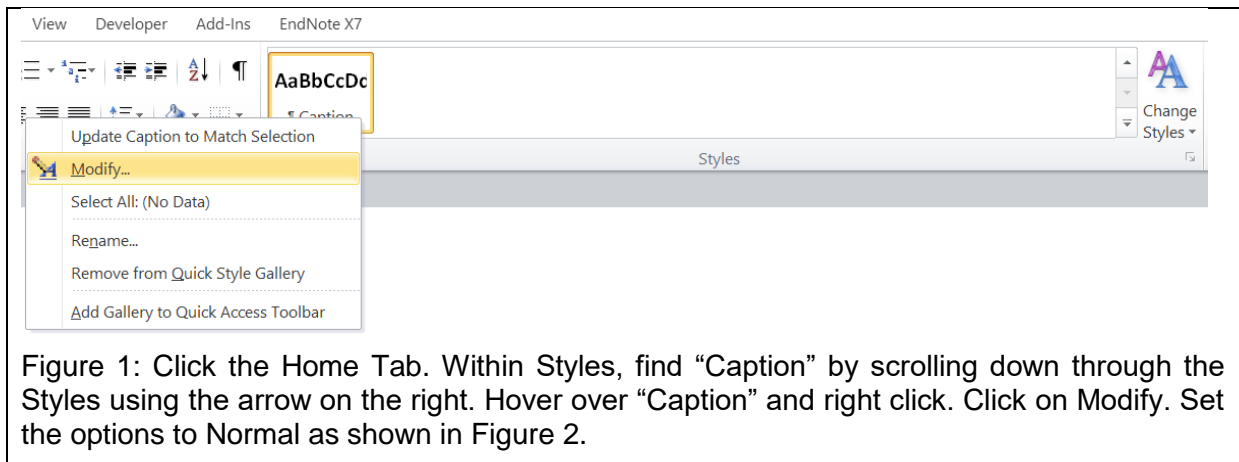 View Developer Add-Ins EndNote X7
AaBbCcDc
¶ Caption
Change
Styles
Update Caption to Match Selection
Styles
Modify...
Select All: (No Data)
Rename...
Remove from Quick Style Gallery
Add Gallery to Quick Access Toolbar
Figure 1: Click the Home Tab. Within Styles, find “Caption” by scrolling down through the
Styles using the arrow on the right. Hover over “Caption” and right click. Click on Modify. Set
the options to Normal as shown in Figure 2.